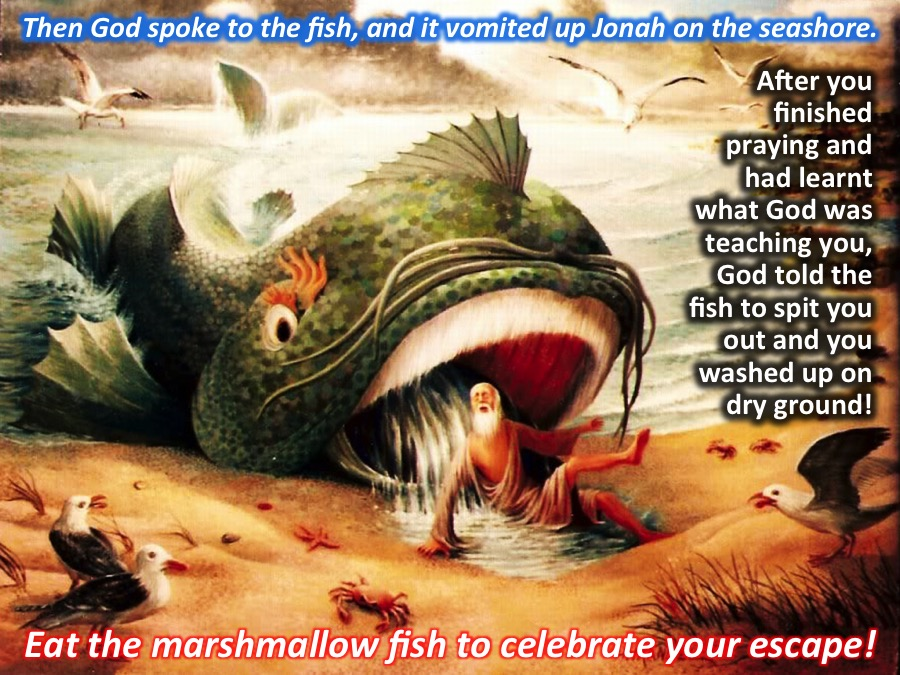 Then God spoke to the fish, and it vomited up Jonah on the seashore.
After you
finished
praying and
had learnt
what God was
teaching you,
God told the
fish to spit you
out and you
washed up on
dry ground!
Eat the marshmallow fish to celebrate your escape!